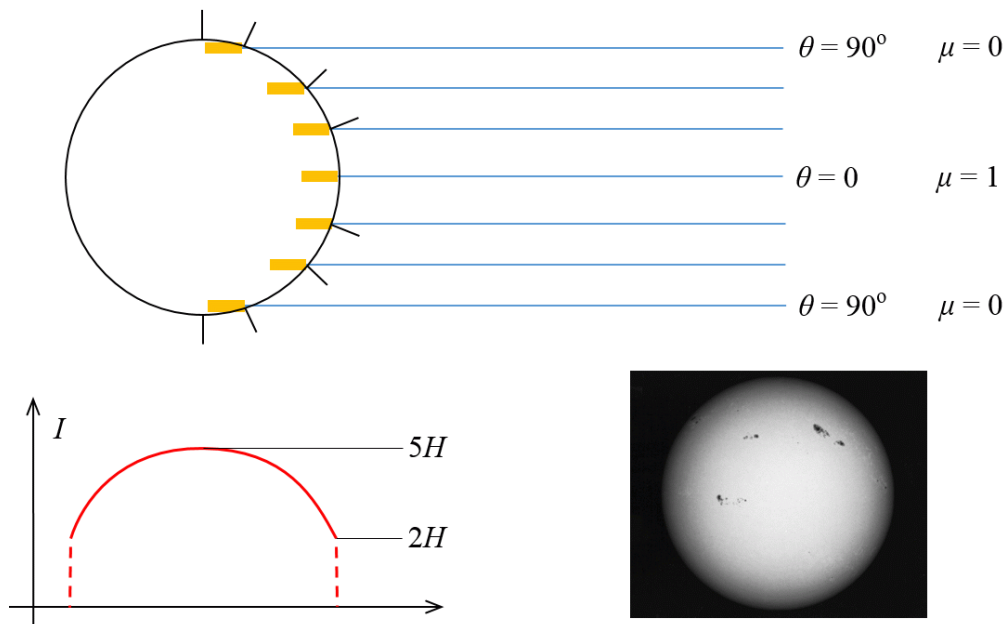 θ = 90° μ = 0
θ = 0 μ = 1
θ = 90° μ = 0
I
5H
2H